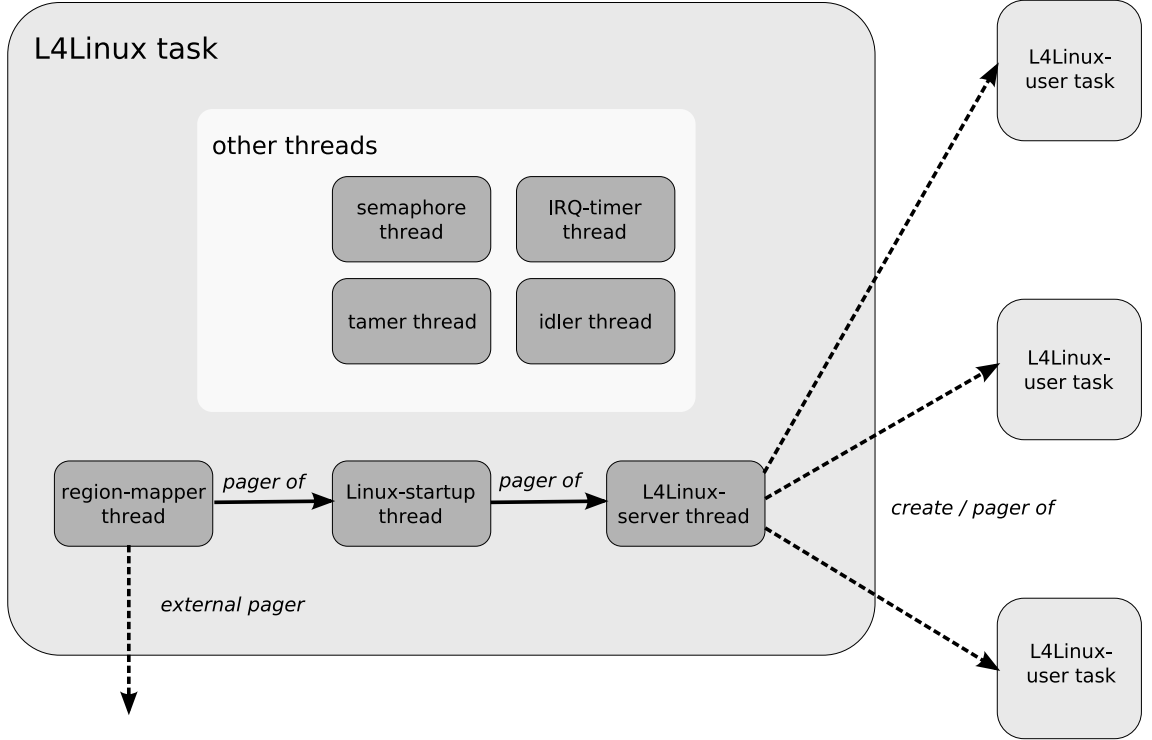 L4Linux task
other threads
semaphore
thread
IRQ-timer
thread
tamer thread
idler thread
region-mapper
thread
pager of
Linux-startup
thread
pager of
L4Linux-
server thread
external pager
create / pager of
L4Linux-
user task
L4Linux-
user task
L4Linux-
user task